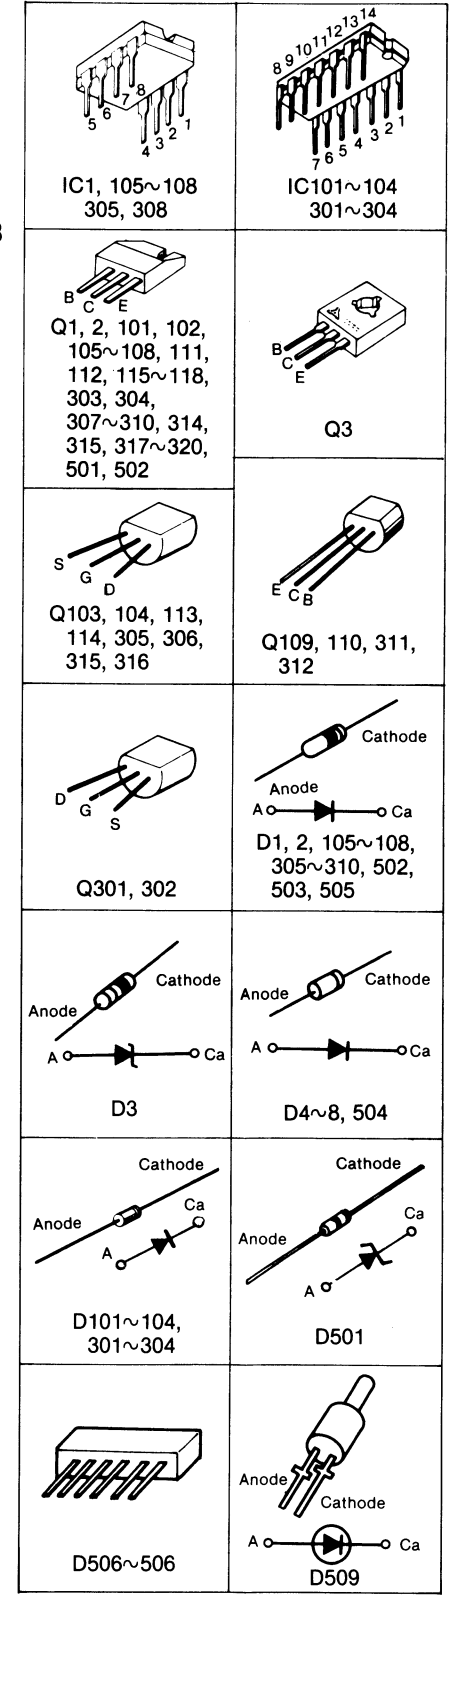 8 9 10 11 12 13 14
8
7
6
5
1
2
3
4
1
2
3
4
5
6
7
IC1, 105~108
305, 308
IC101~104
301~304
B C E
Q1, 2, 101, 102,
105~108, 111,
112, 115~118,
303, 304,
307~310, 314,
315, 317~320,
501, 502
B
C
E
Q3
S
G
D
Q103, 104, 113,
114, 305, 306,
315, 316
E C B
Q109, 110, 311,
312
D
G
S
Q301, 302
Cathode
Anode
A Ca
D1, 2, 105~108,
305~310, 502,
503, 505
Cathode
Anode
A Ca
D3
Cathode
Anode
A Ca
D4~8, 504
Cathode
Anode
Ca
A
D101~104,
301~304
Cathode
Anode
Ca
A
D501
D506~506
Anode
Cathode
A Ca
D509